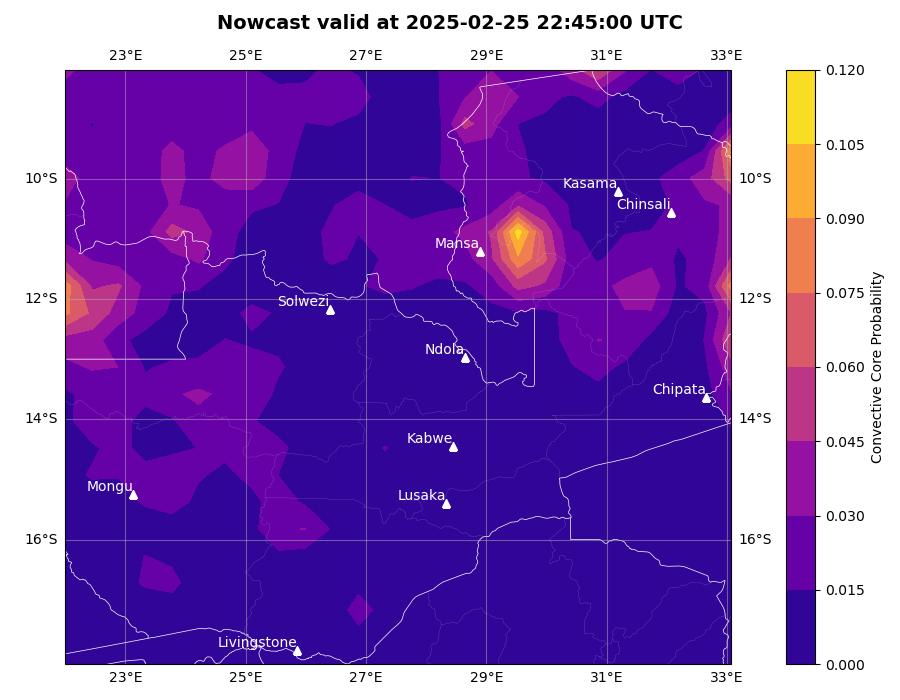 Nowcast valid at 2025-02-25 22:45:00 UTC
23°E 25°E 27°E 29°E 31°E 33°E
0.120
0.105
10°S 10°S
Kasama
Chinsali
0.090
Mansa
0.075
12°S 12°S
Solwezi
Ndola
0.060
Chipata
14°S 14°S
Kabwe
0.045
Mongu
Lusaka
0.030
16°S 16°S
0.015
Livingstone
0.000
23°E 25°E 27°E 29°E 31°E 33°E
Convective Core Probability